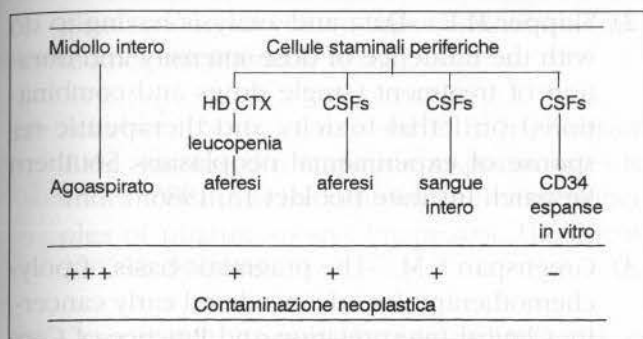 Midollo intero Cellule staminali periferiche
HD CTX CSFs CSFs CSFs
leucopenia
Agoaspirato aferesi aferesi sangue CD34
intero espanse
in vitro
+++ + + + −
Contaminazione neoplastica